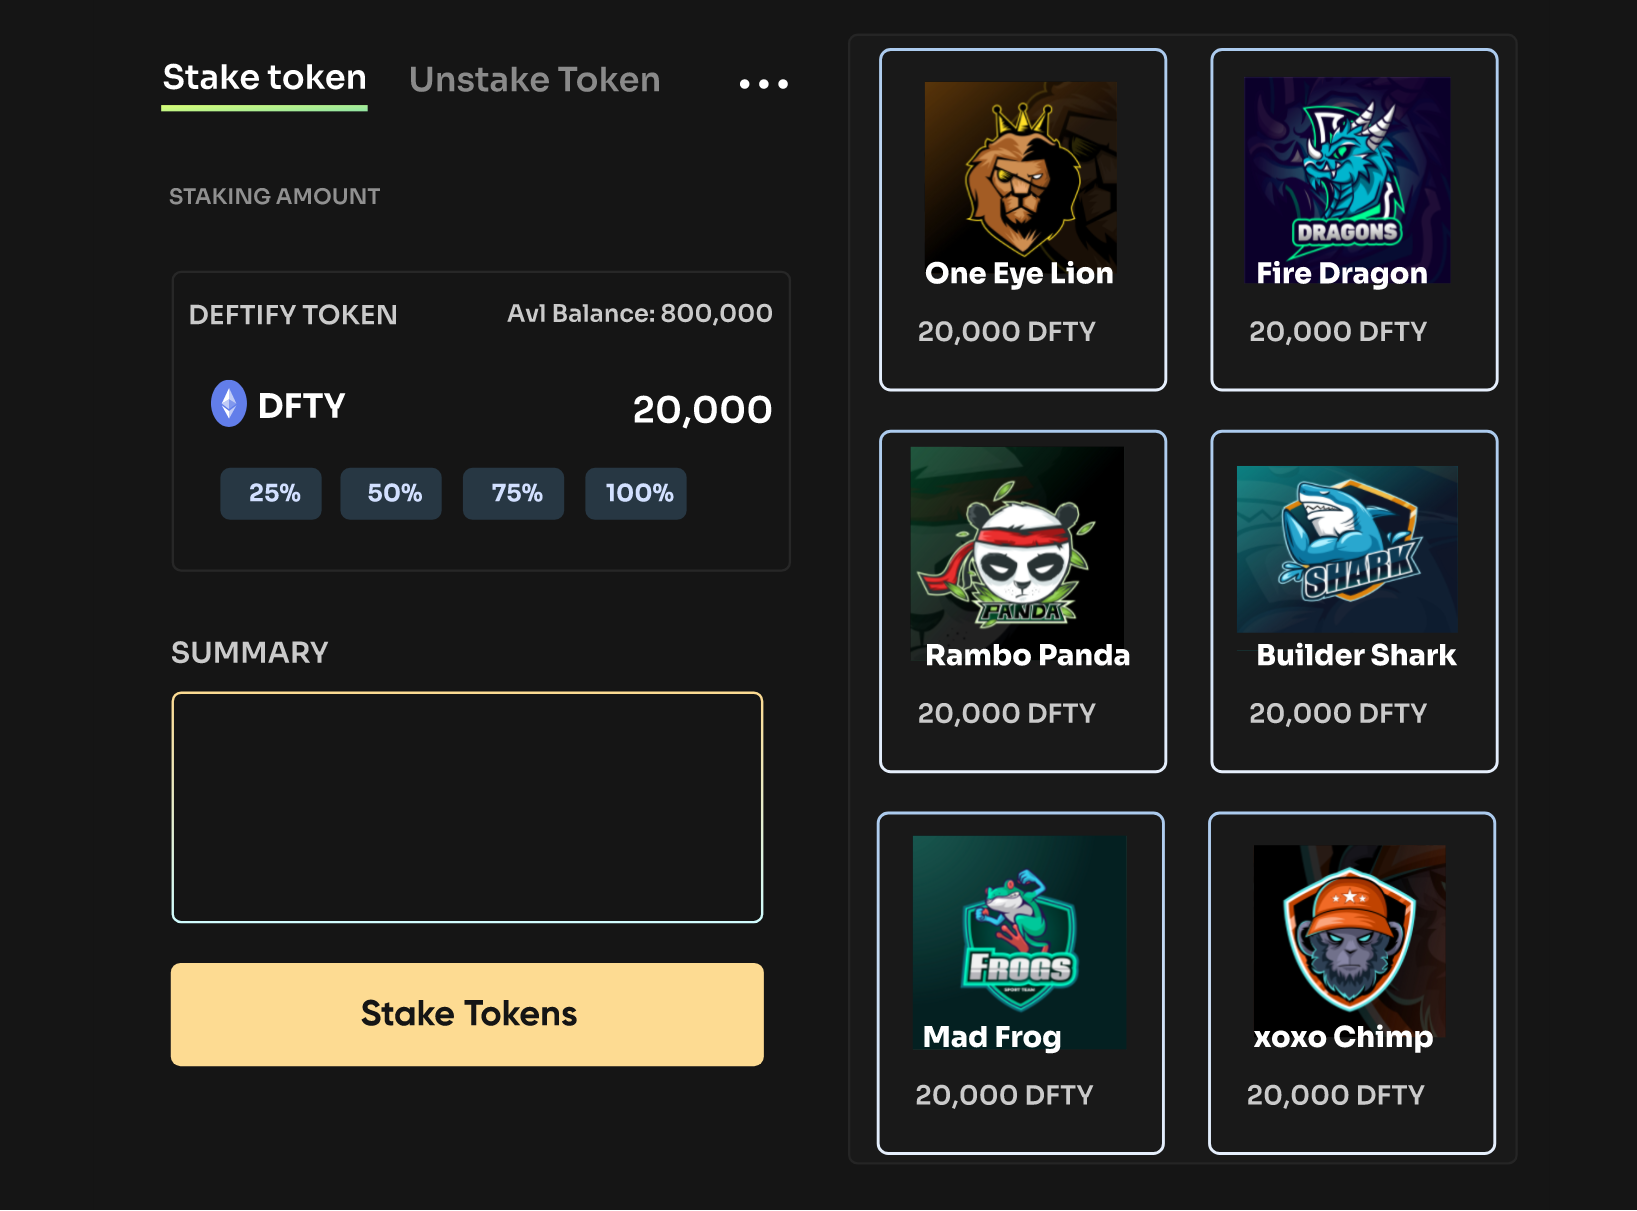 Stake token
Unstake Token
STAKING AMOUNT
DEFTIFY TOKEN
Avl Balance: 800,000
DFTY
20,000
25%
50%
75%
100%
SUMMARY
Stake Tokens
One Eye Lion
20,000 DFTY
DRAGONS
Fire Dragon
20,000 DFTY
PANDA
Rambo Panda
20,000 DFTY
SHARK
Builder Shark
20,000 DFTY
FROGS
SPORT TEAM
Mad Frog
20,000 DFTY
xoxo Chimp
20,000 DFTY